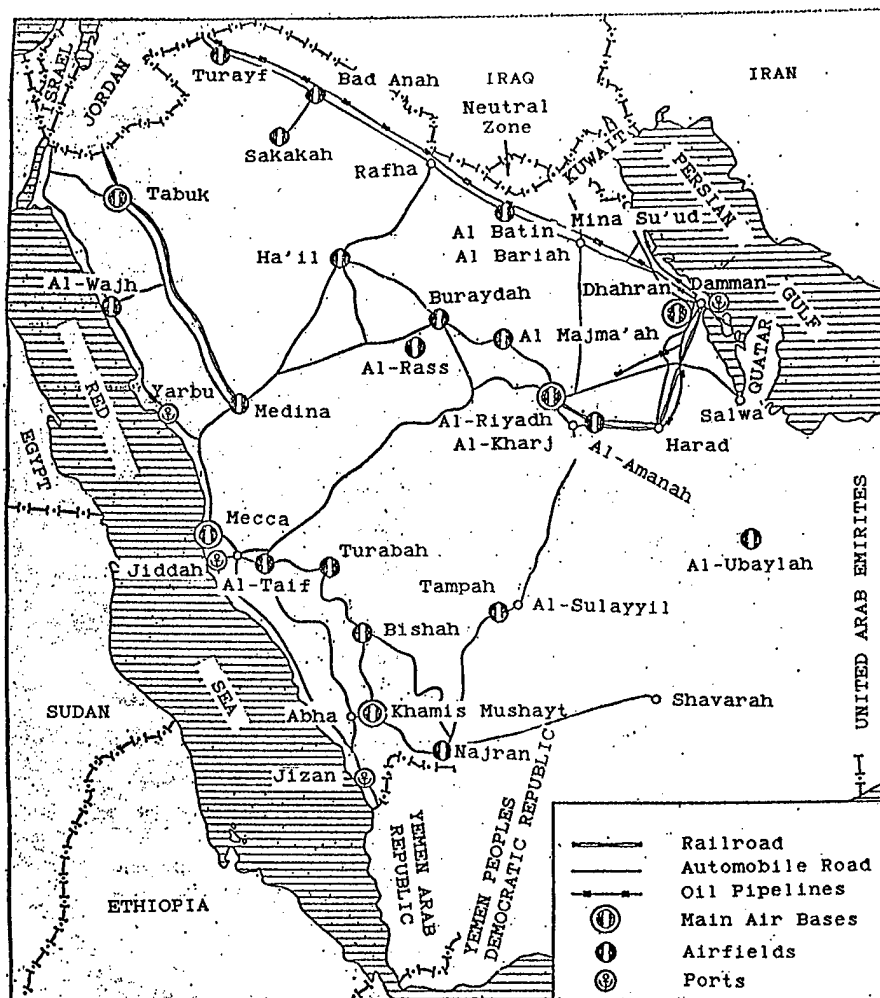 ISRAEL
JORDAN
Turayf
Bad Anah
IRAQ
Neutral
Zone
IRAN
Sakakah
Rafha
KUWAIT
PERSIAN
GULF
Tabuk
Al Batin
Mina Su'ud
Al Bariah
Ha'il
Al-Wajh
Buraydah
Dhahran
Damman
Al Majma'ah
Al-Rass
QUATAR
RED
SEA
Yarbu
Medina
Al-Riyadh
Al-Kharj
Salwa
Harad
Al-Amanah
EGYPT
Mecca
Jiddah
Al-Taif
Turabah
Al-Ubaylah
Tampah
Al-Sulayyil
Bishah
UNITED ARAB EMIRITES
SUDAN
Abha
Khamis Mushayt
Shavarah
Najran
Jizan
YEMEN ARAB
REPUBLIC
YEMEN PEOPLES
DEMOCRATIC REPUBLIC
ETHIOPIA
Railroad
Automobile Road
Oil Pipelines
Main Air Bases
Airfields
Ports